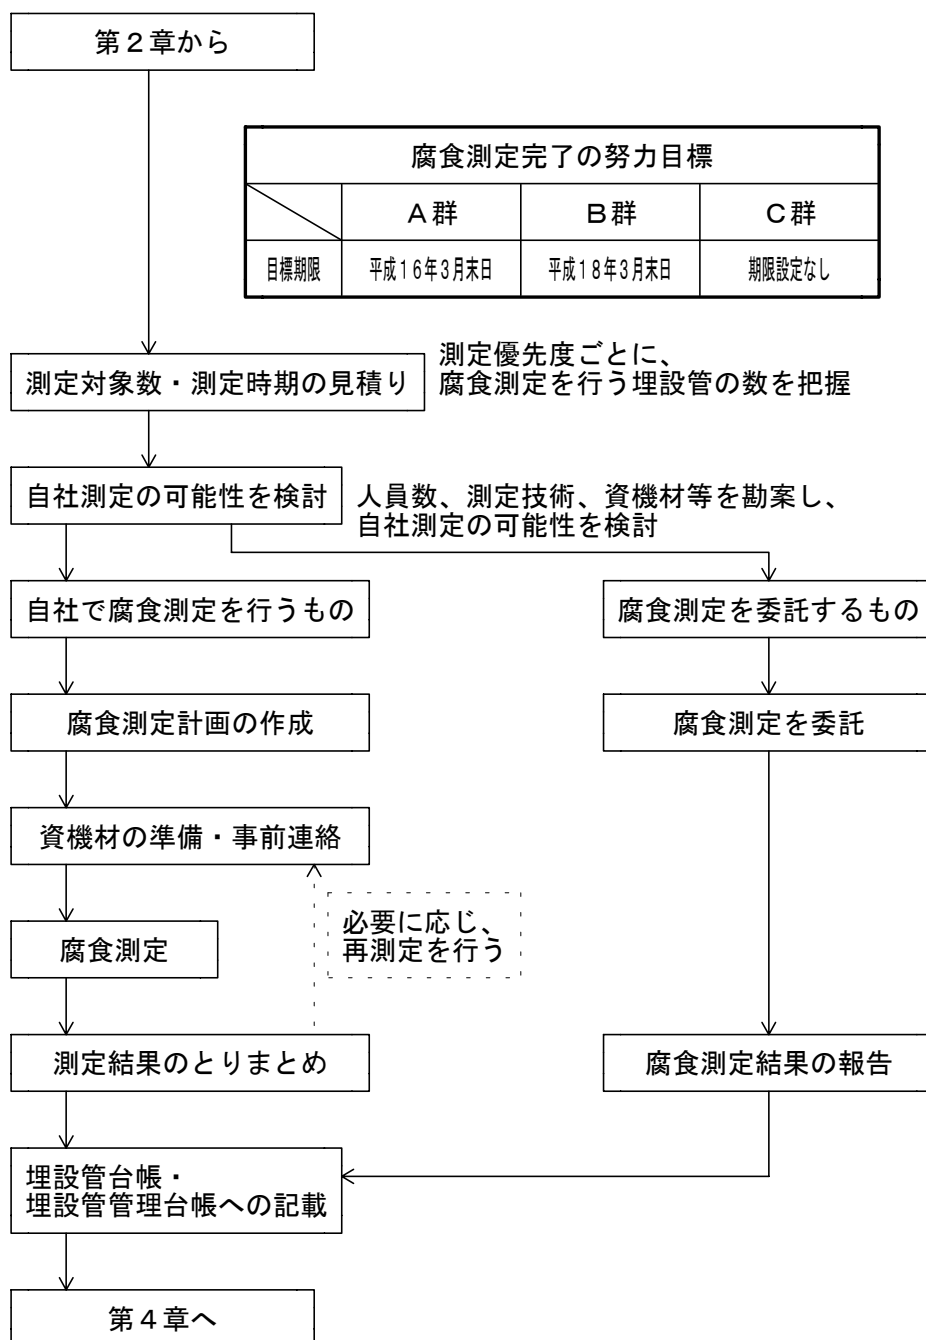 第２章から
腐食測定完了の努力目標
Ａ群 Ｂ群 Ｃ群
目標期限 平成１６年３月末日 平成１８年３月末日 期限設定なし
測定対象数・測定時期の見積り
測定優先度ごとに、
腐食測定を行う埋設管の数を把握
自社測定の可能性を検討
人員数、測定技術、資機材等を勘案し、
自社測定の可能性を検討
自社で腐食測定を行うもの
腐食測定を委託するもの
腐食測定計画の作成
腐食測定を委託
資機材の準備・事前連絡
必要に応じ、
再測定を行う
腐食測定
測定結果のとりまとめ
腐食測定結果の報告
埋設管台帳・
埋設管管理台帳への記載
第４章へ